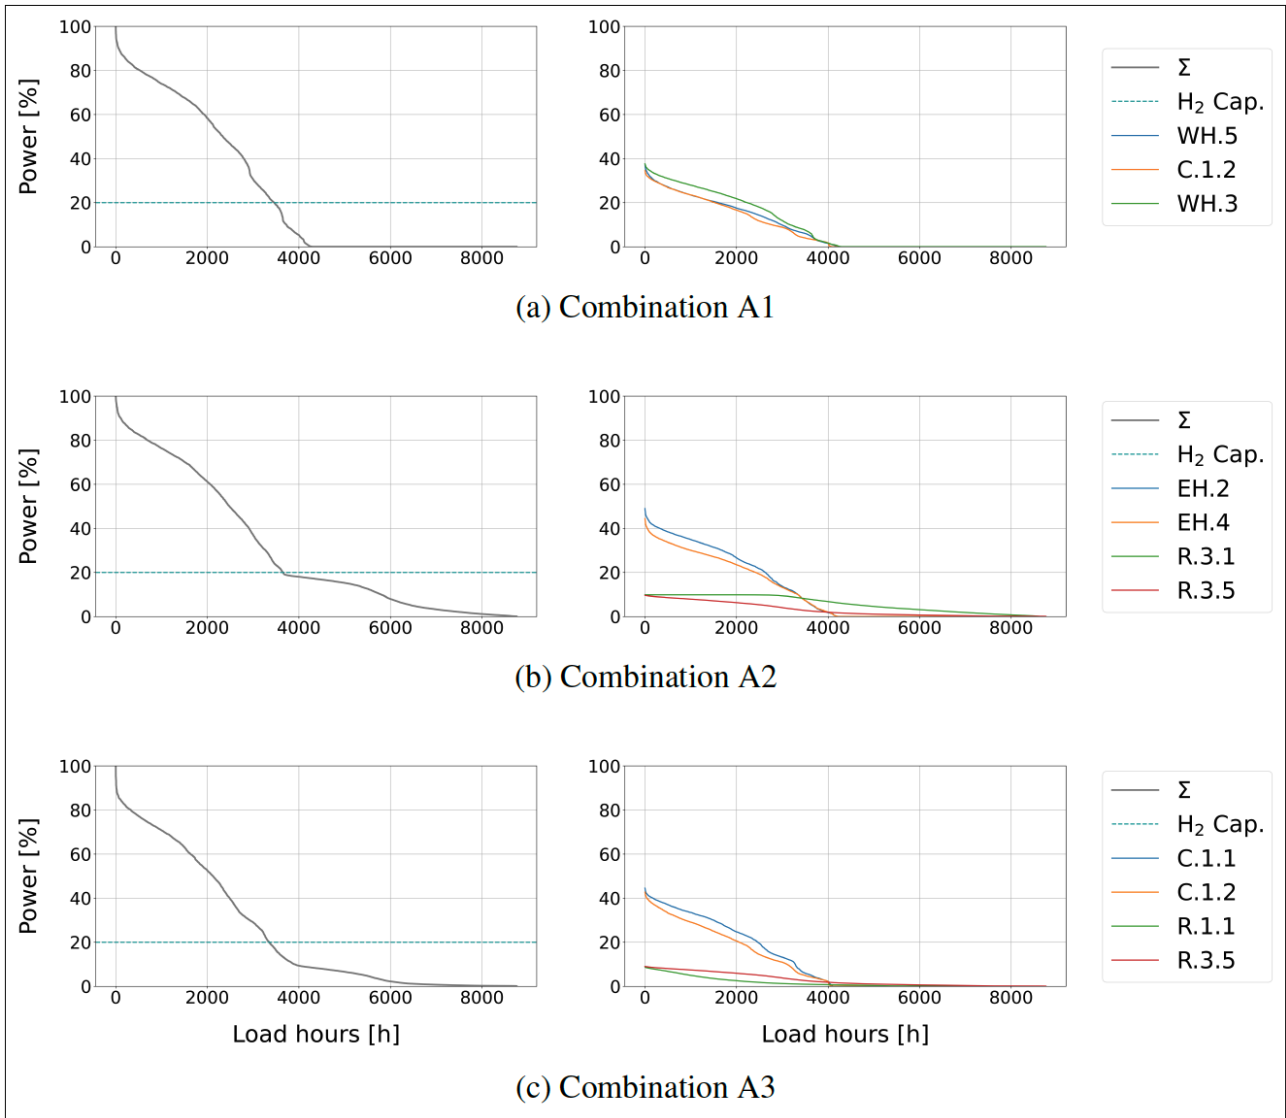 Power [%]
100
80
60
40
20
0
0 2000 4000 6000 8000
100
80
60
40
20
0
0 2000 4000 6000 8000
Σ
H₂ Cap.
WH.5
C.1.2
WH.3
(a) Combination A1
Power [%]
100
80
60
40
20
0
0 2000 4000 6000 8000
100
80
60
40
20
0
0 2000 4000 6000 8000
Σ
H₂ Cap.
EH.2
EH.4
R.3.1
R.3.5
(b) Combination A2
Power [%]
100
80
60
40
20
0
0 2000 4000 6000 8000
Load hours [h]
100
80
60
40
20
0
0 2000 4000 6000 8000
Load hours [h]
Σ
H₂ Cap.
C.1.1
C.1.2
R.1.1
R.3.5
(c) Combination A3